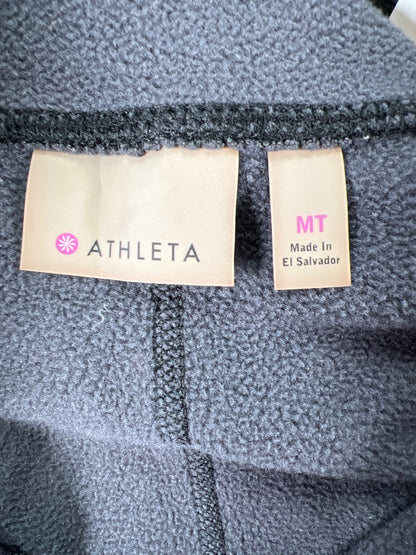 ATHLETA
MT
Made In
El Salvador